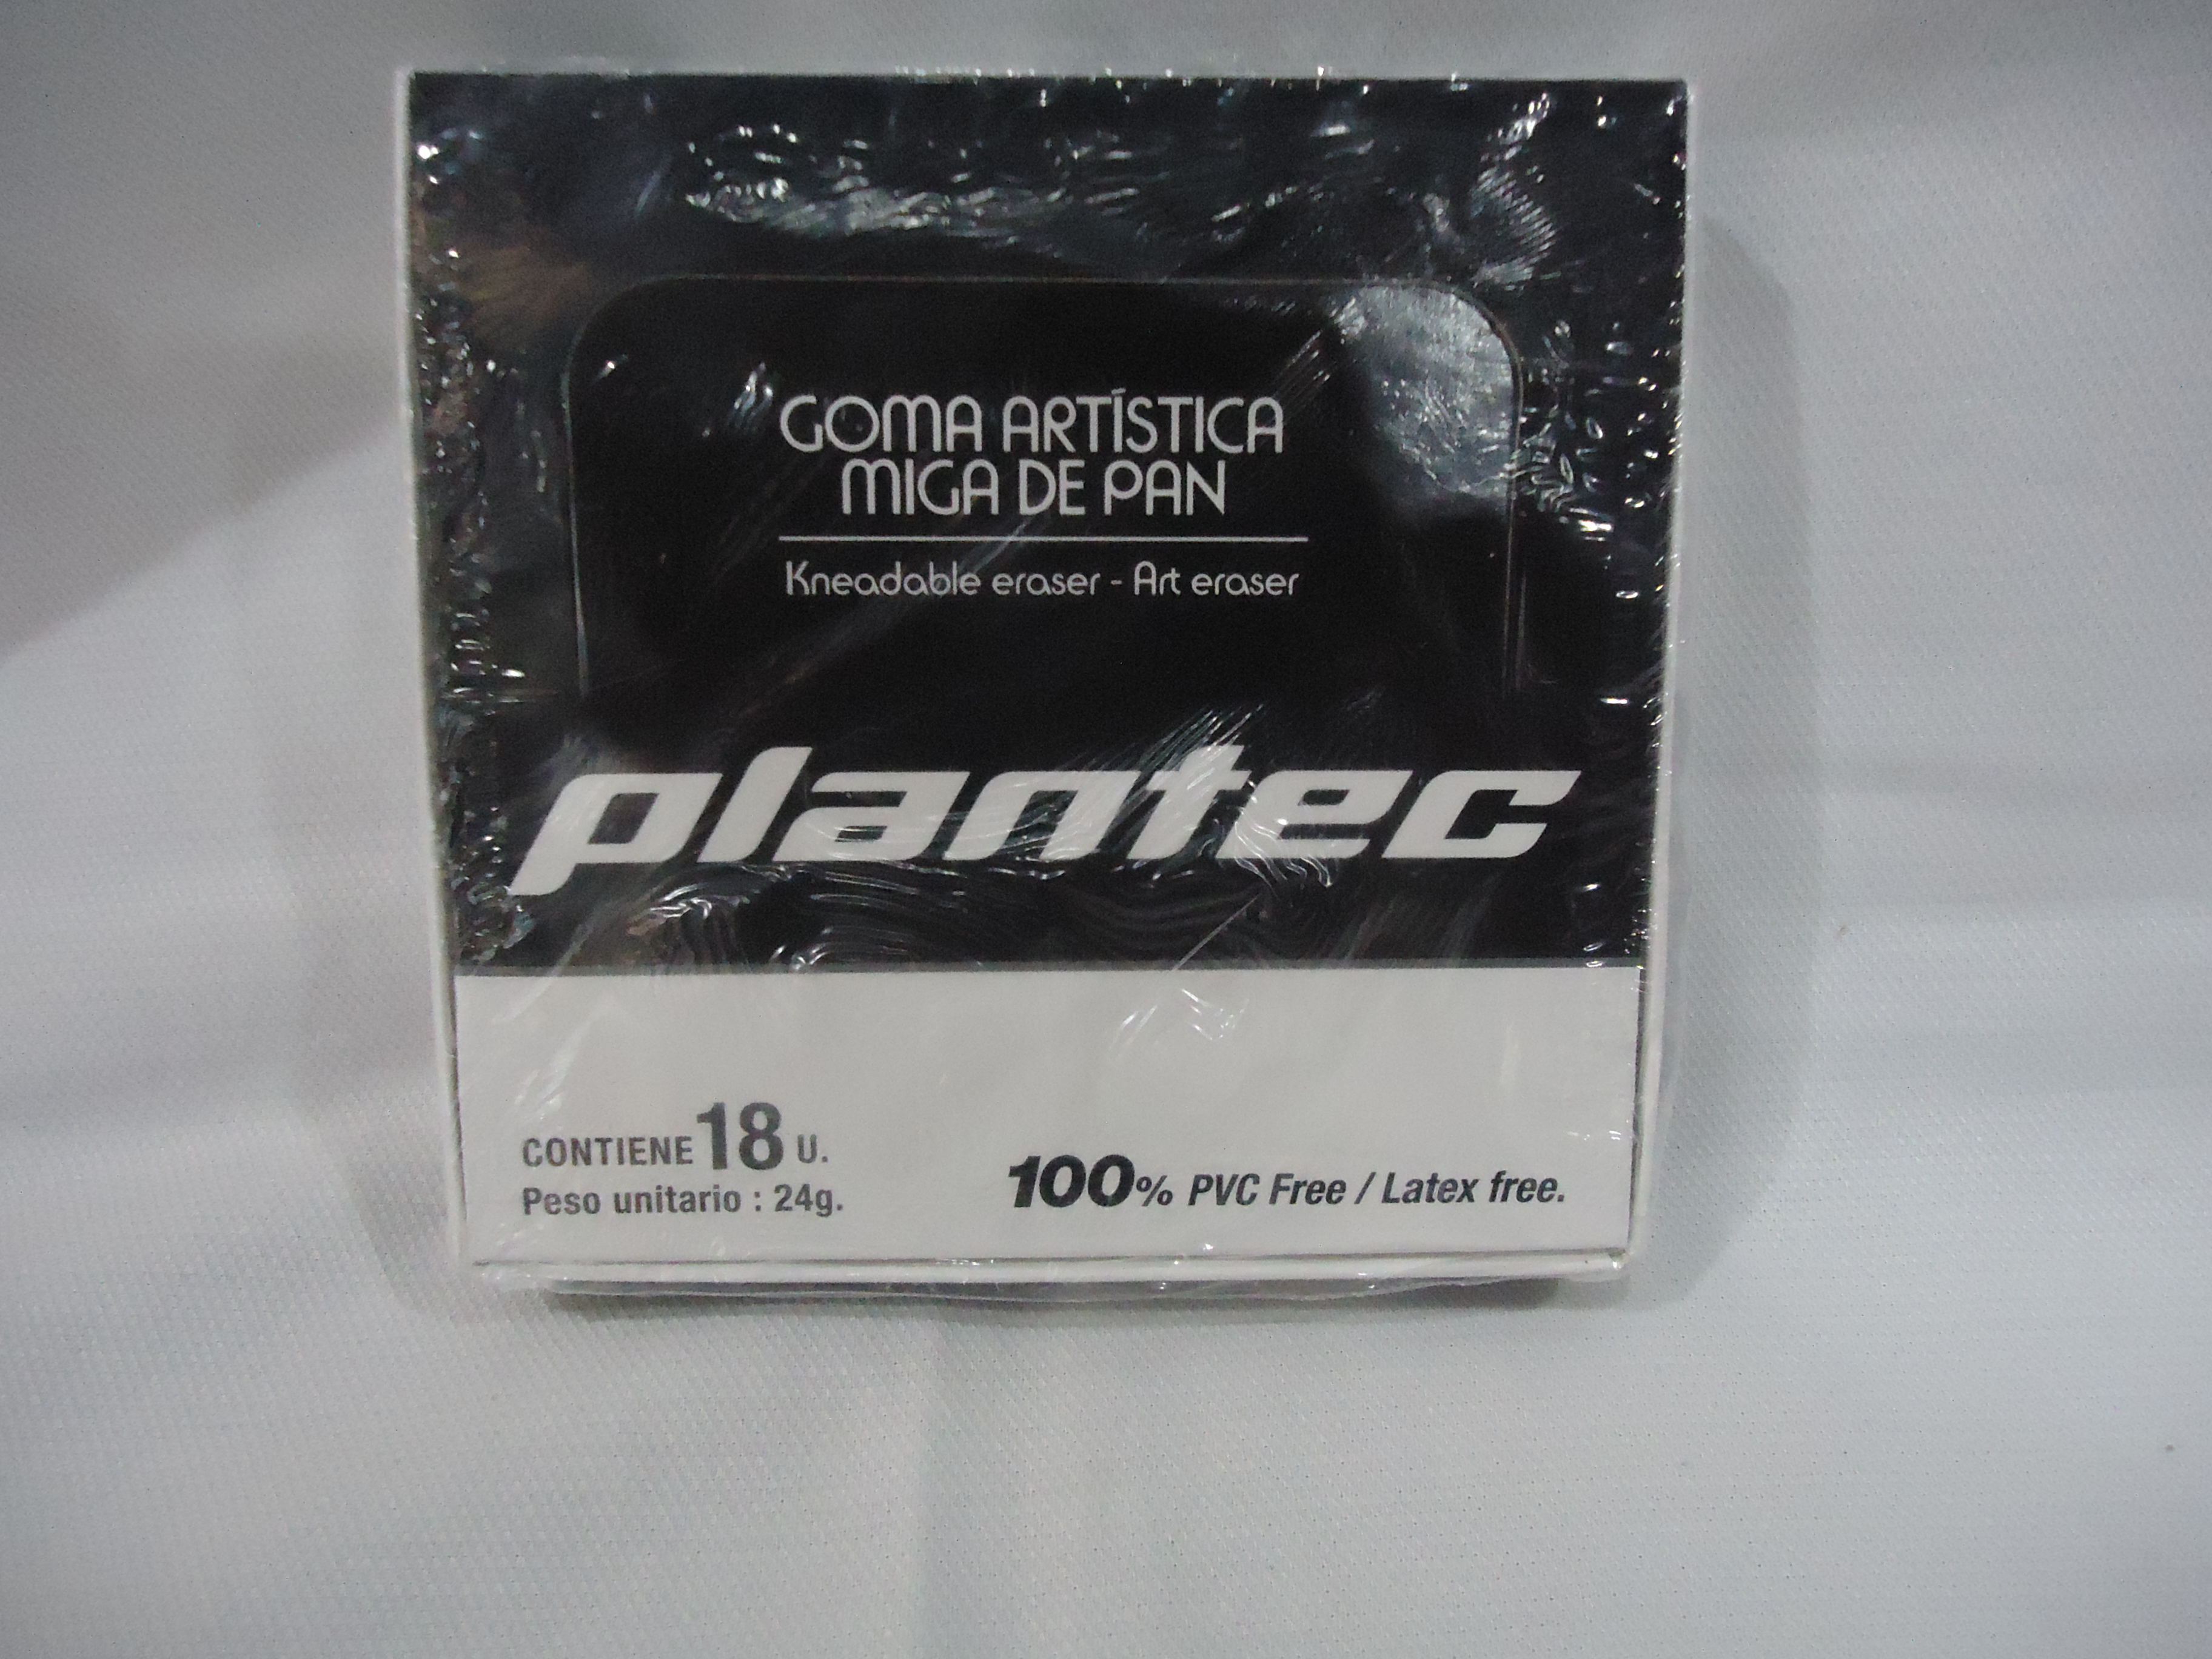 GOMA ARTÍSTICA
MIGA DE PAN
Kneadable eraser - Art eraser
plantec
CONTIENE 18 U.
Peso unitario : 24g.
100% PVC Free / Latex free.